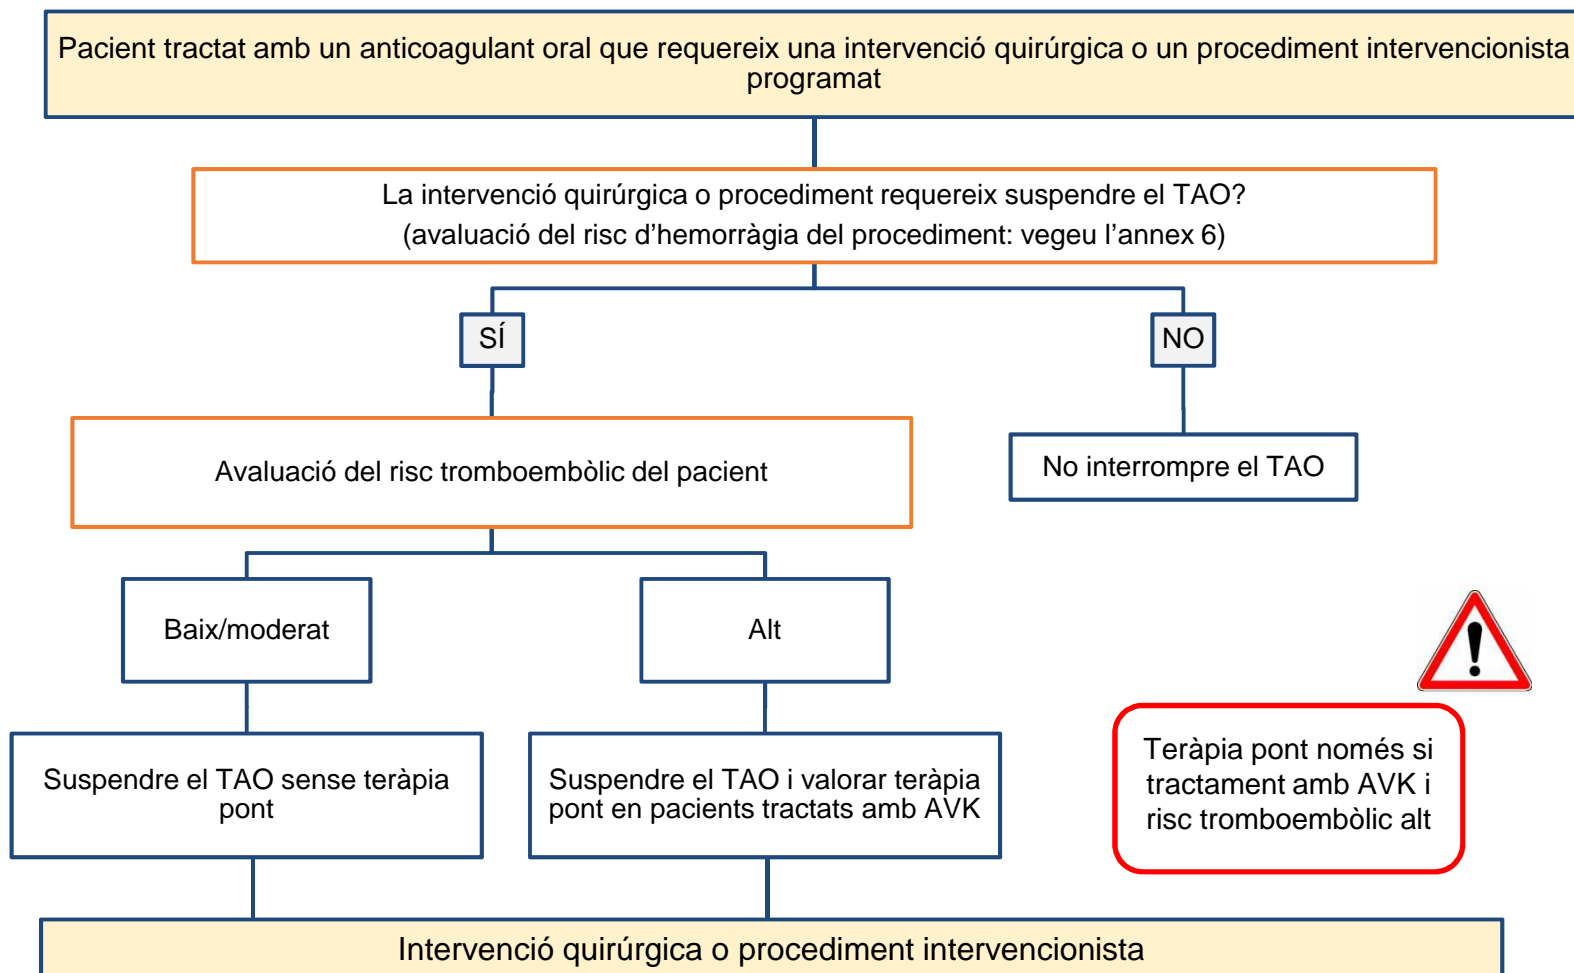 Pacient tractat amb un anticoagulant oral que requereix una intervenció quirúrgica o un procediment intervencionista
programat
La intervenció quirúrgica o procediment requereix suspendre el TAO?
(avaluació del risc d’hemorràgia del procediment: vegeu l’annex 6)
SÍ
NO
Avaluació del risc tromboembòlic del pacient
No interrompre el TAO
Baix/moderat
Alt
Suspendre el TAO sense teràpia
pont
Suspendre el TAO i valorar teràpia
pont en pacients tractats amb AVK
Teràpia pont només si
tractament amb AVK i
risc tromboembòlic alt
Intervenció quirúrgica o procediment intervencionista